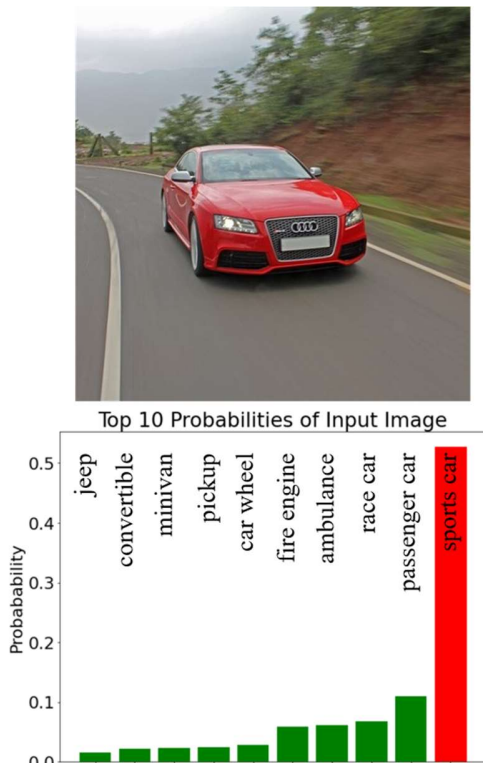 Top 10 Probabilities of Input Image
Probabability
0.5
0.4
0.3
0.2
0.1
0.0
jeep
convertible
minivan
pickup
car wheel
fire engine
ambulance
race car
passenger car
sports car